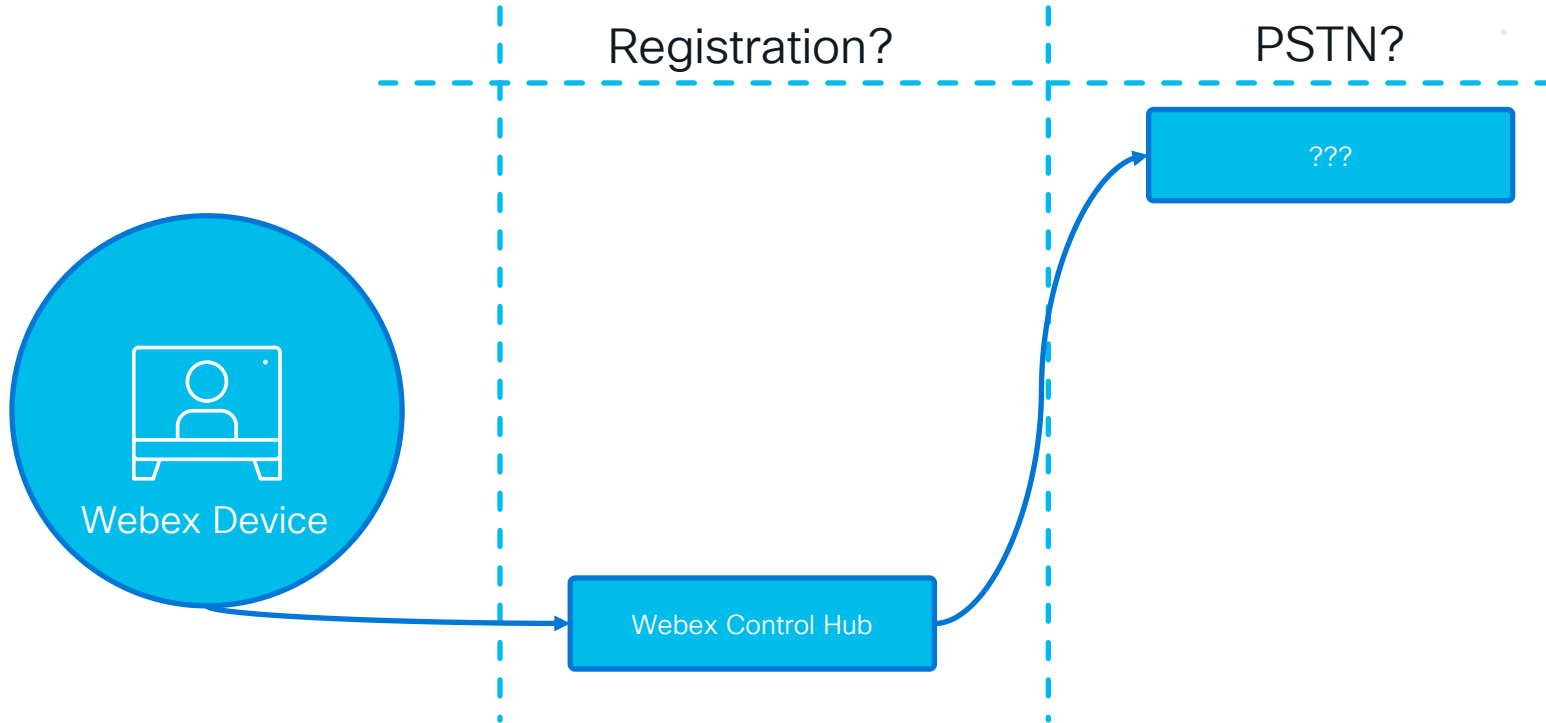 Registration?
PSTN?
???
Webex Device
Webex Control Hub